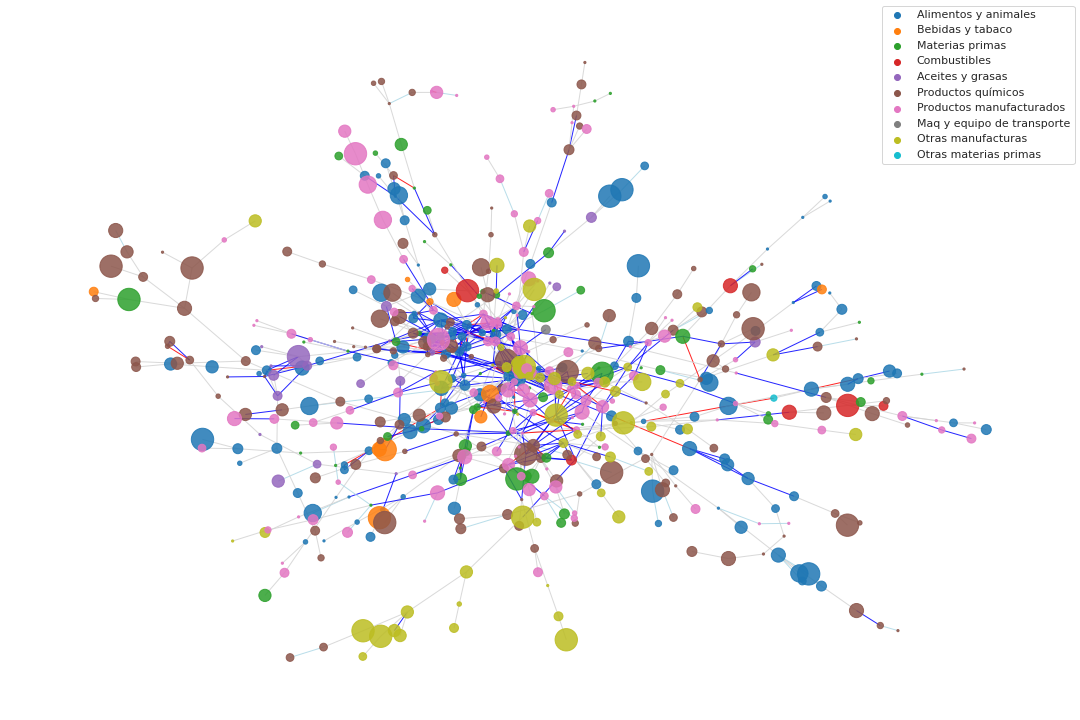 Alimentos y animales
Bebidas y tabaco
Materias primas
Combustibles
Aceites y grasas
Productos químicos
Productos manufacturados
Maq y equipo de transporte
Otras manufacturas
Otras materias primas